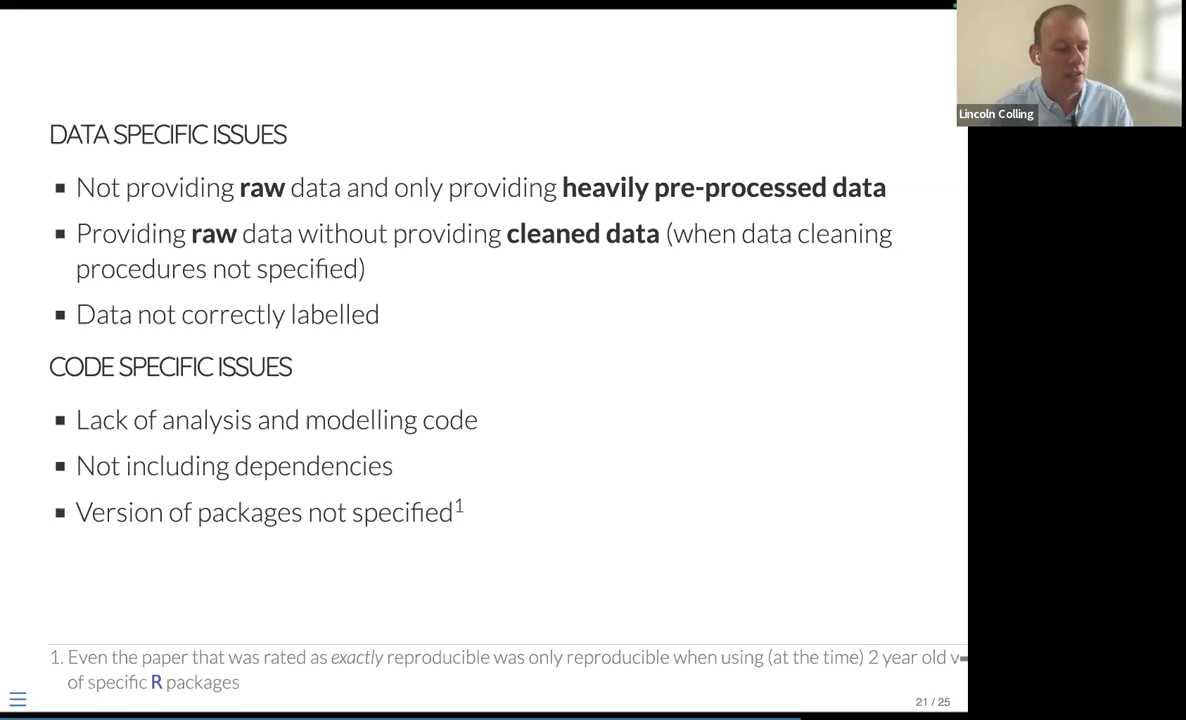 Lincoln Colling
DATA SPECIFIC ISSUES
▪ Not providing raw data and only providing heavily pre-processed data
▪ Providing raw data without providing cleaned data (when data cleaning
procedures not specified)
▪ Data not correctly labelled
CODE SPECIFIC ISSUES
▪ Lack of analysis and modelling code
▪ Not including dependencies
▪ Version of packages not specified1
1. Even the paper that was rated as exactly reproducible was only reproducible when using (at the time) 2 year old
of specific R packages
21 / 25